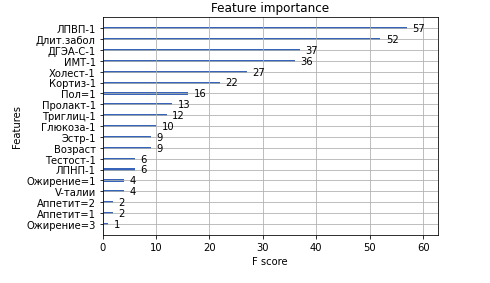 Feature importance
ЛПВП-1 57
Длит.забол 52
ДГЭА-С-1 37
ИМТ-1 36
Холест-1 27
Кортиз-1 22
Пол=1 16
Пролакт-1 13
Триглиц-1 12
Глюкоза-1 10
Эстр-1 9
Возраст 9
Тестост-1 6
ЛПНП-1 6
Ожирение=1 4
V-талии 4
Аппетит=2 2
Аппетит=1 2
Ожирение=3 1
Features
0 10 20 30 40 50 60
F score